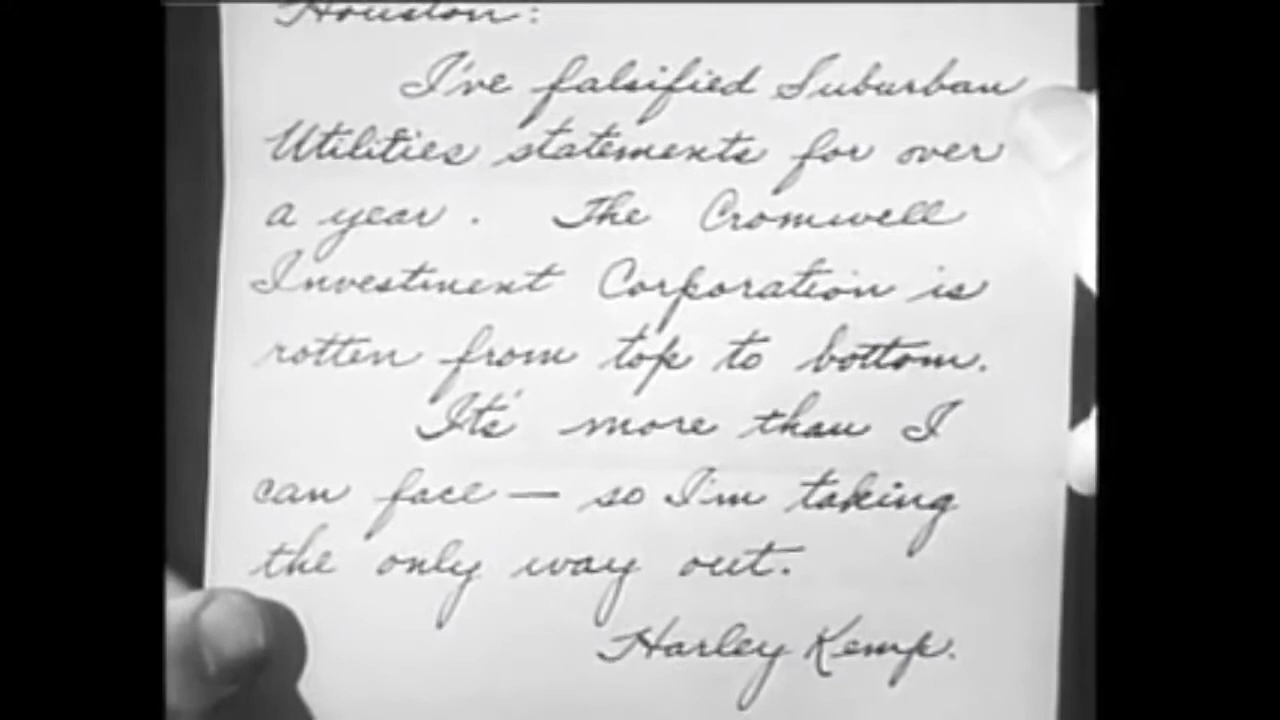 Houston:
I've falsified Suburban
Utilities statements for over
a year. The Cromwell
Investment Corporation is
rotten from top to bottom.
It's more than I
can face — so I'm taking
the only way out.
Harley Kemp.